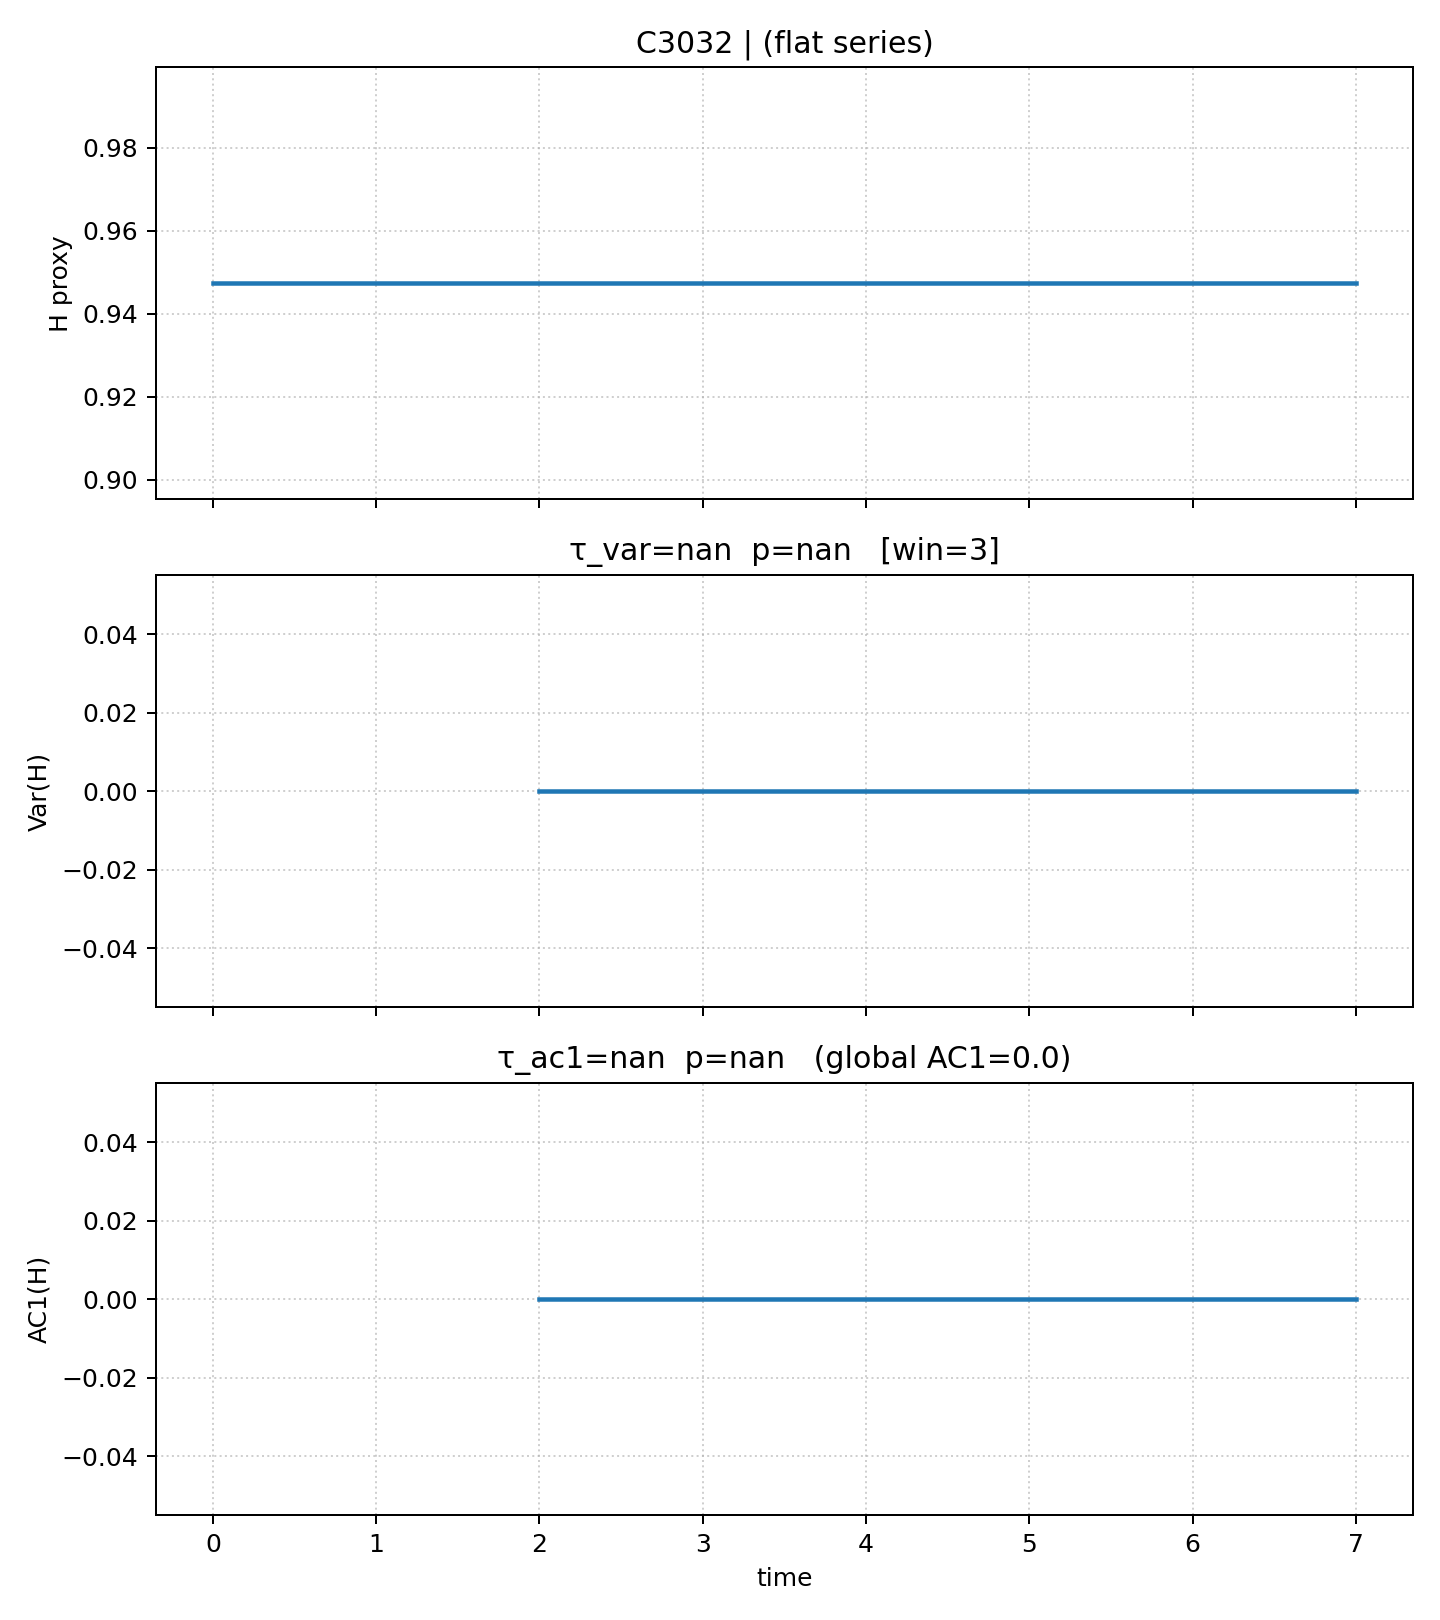 C3032 | (flat series)
0.98
0.96
0.94
0.92
0.90
H proxy
τ_var=nan  p=nan   [win=3]
0.04
0.02
0.00
−0.02
−0.04
Var(H)
τ_ac1=nan  p=nan   (global AC1=0.0)
0.04
0.02
0.00
−0.02
−0.04
AC1(H)
0 1 2 3 4 5 6 7
time